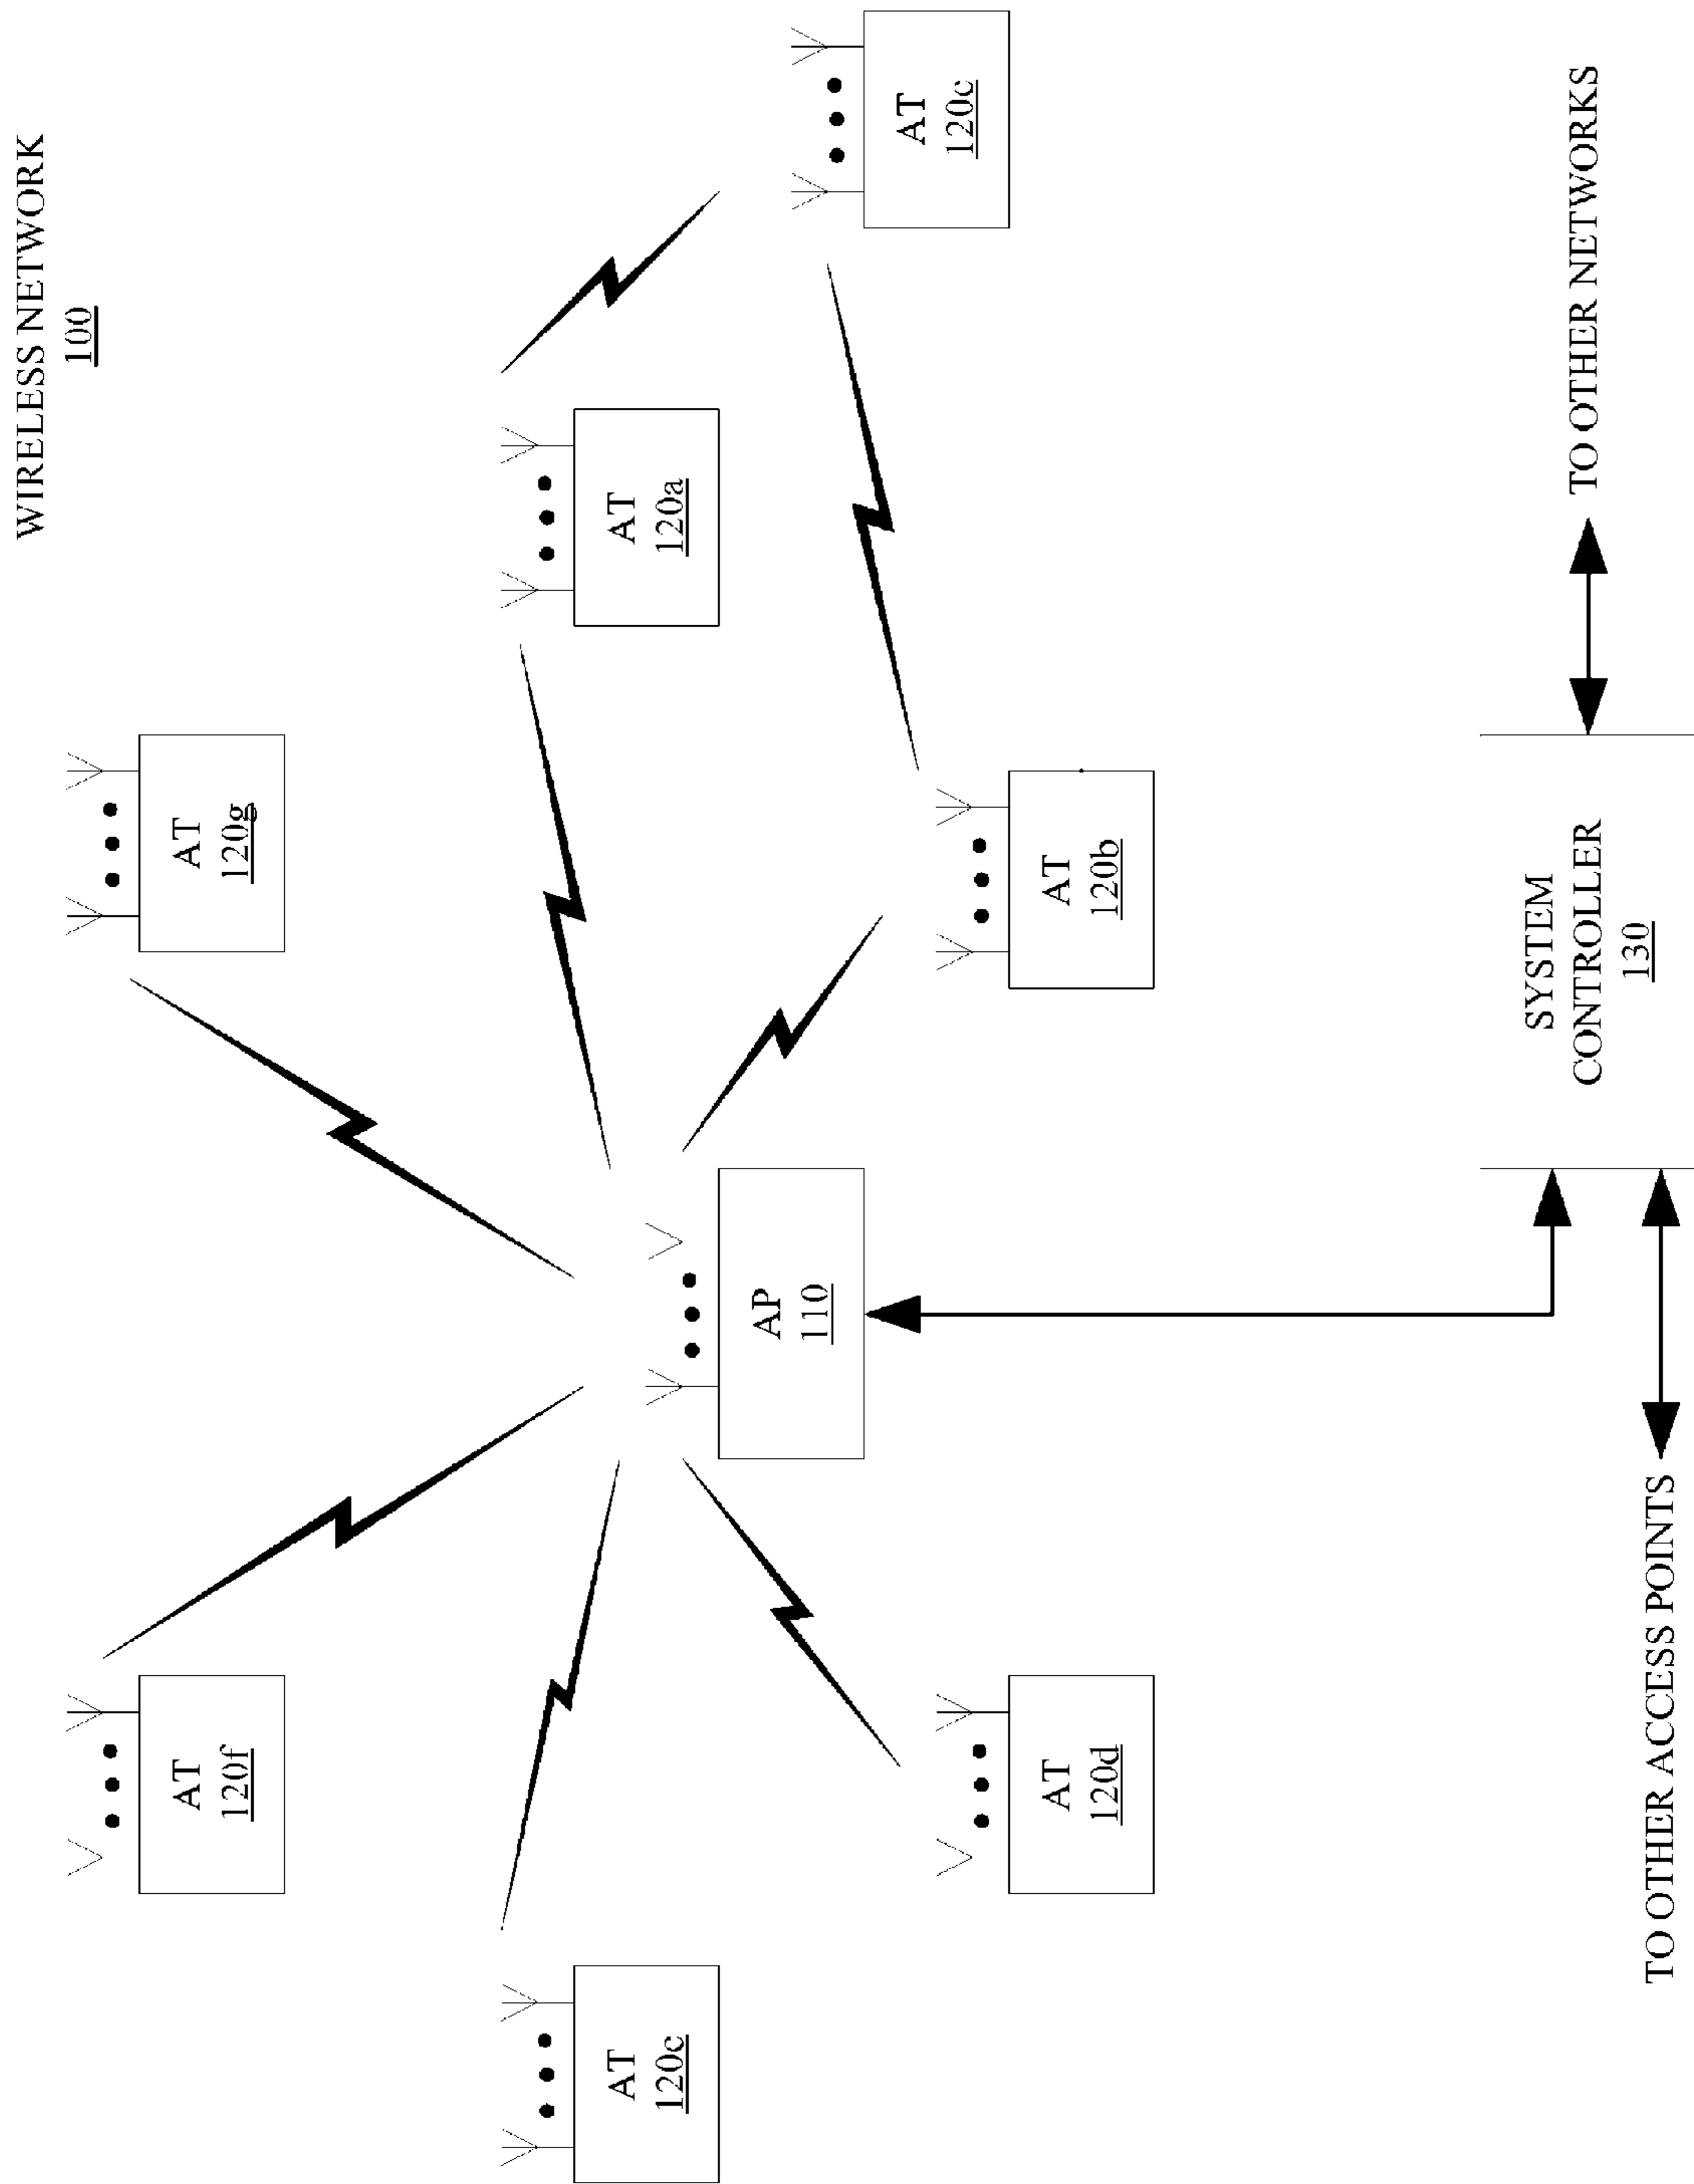 WIRELESS NETWORK
100
AT
120f
AT
120g
AT
120c
AP
110
AT
120a
AT
120d
AT
120b
AT
120c
SYSTEM
CONTROLLER
130
TO OTHER NETWORKS
TO OTHER ACCESS POINTS